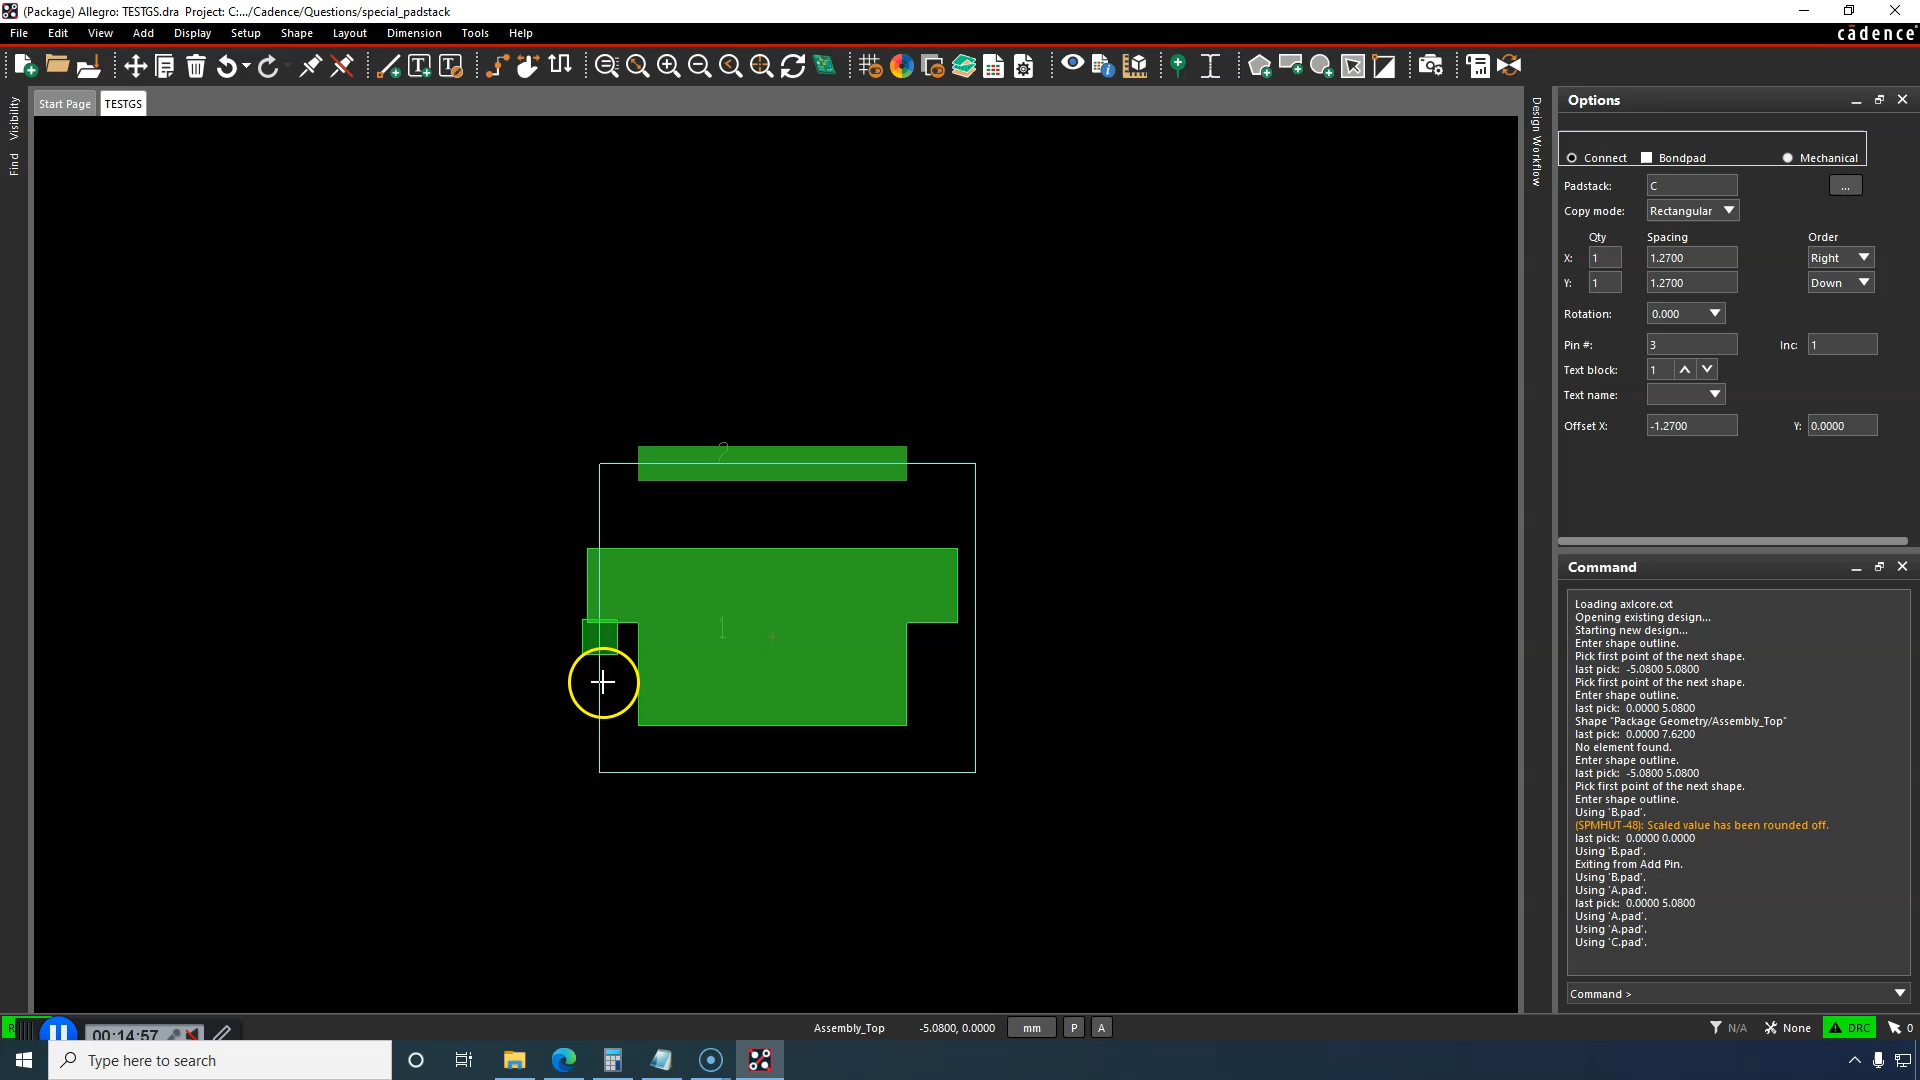 (Package) Allegro: TESTGS.dra Project: C:.../Cadence/Questions/special_padstack
File Edit View Add Display Setup Shape Layout Dimension Tools Help
cādence
Start Page TESTGS
Visibility
Find
Design Workflow
2
1
Options
Connect Bondpad Mechanical
Padstack: C ...
Copy mode: Rectangular
Qty Spacing Order
X: 1 1.2700 Right
Y: 1 1.2700 Down
Rotation: 0.000
Pin #: 3 Inc: 1
Text block: 1
Text name:
Offset X: -1.2700 Y: 0.0000
Command
Loading axlcore.cxt
Opening existing design...
Starting new design...
Enter shape outline.
Pick first point of the next shape.
last pick: -5.0800 5.0800
Pick first point of the next shape.
Enter shape outline.
last pick: 0.0000 5.0800
Shape "Package Geometry/Assembly_Top"
last pick: 0.0000 7.6200
No element found.
Enter shape outline.
last pick: -5.0800 5.0800
Pick first point of the next shape.
Enter shape outline.
Using 'B.pad'.
(SPMHUT-48): Scaled value has been rounded off.
last pick: 0.0000 0.0000
Using 'B.pad'.
Exiting from Add Pin.
Using 'B.pad'.
Using 'A.pad'.
last pick: 0.0000 5.0800
Using 'A.pad'.
Using 'A.pad'.
Using 'C.pad'.
Command >
00:14:57
Assembly_Top -5.0800, 0.0000 mm P A N/A None DRC 0
Type here to search